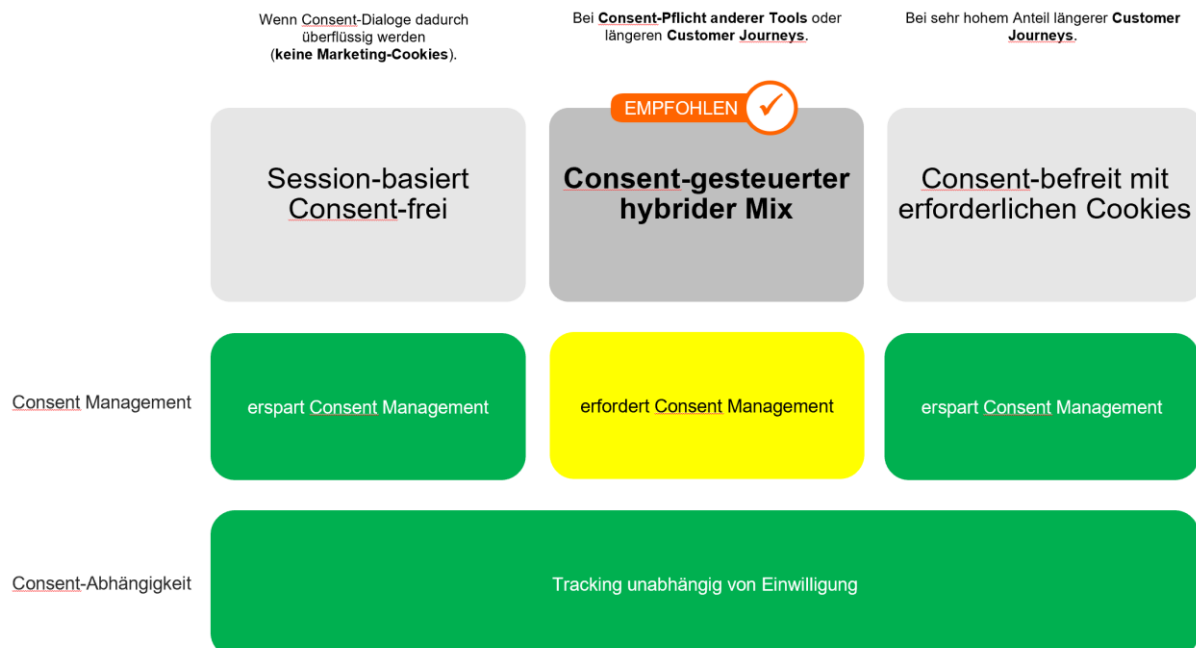 Wenn Consent-Dialoge dadurch
überflüssig werden
(keine Marketing-Cookies).
Bei Consent-Pflicht anderer Tools oder
längeren Customer Journeys.
Bei sehr hohem Anteil längerer Customer
Journeys.
EMPFOHLEN
Session-basiert
Consent-frei
Consent-gesteuerter
hybrider Mix
Consent-befreit mit
erforderlichen Cookies
Consent Management
erspart Consent Management
erfordert Consent Management
erspart Consent Management
Consent-Abhängigkeit
Tracking unabhängig von Einwilligung